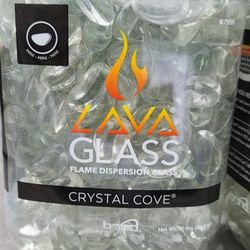 LAVA®
GLASS
FLAME DISPERSION GLASS
CRYSTAL COVE®